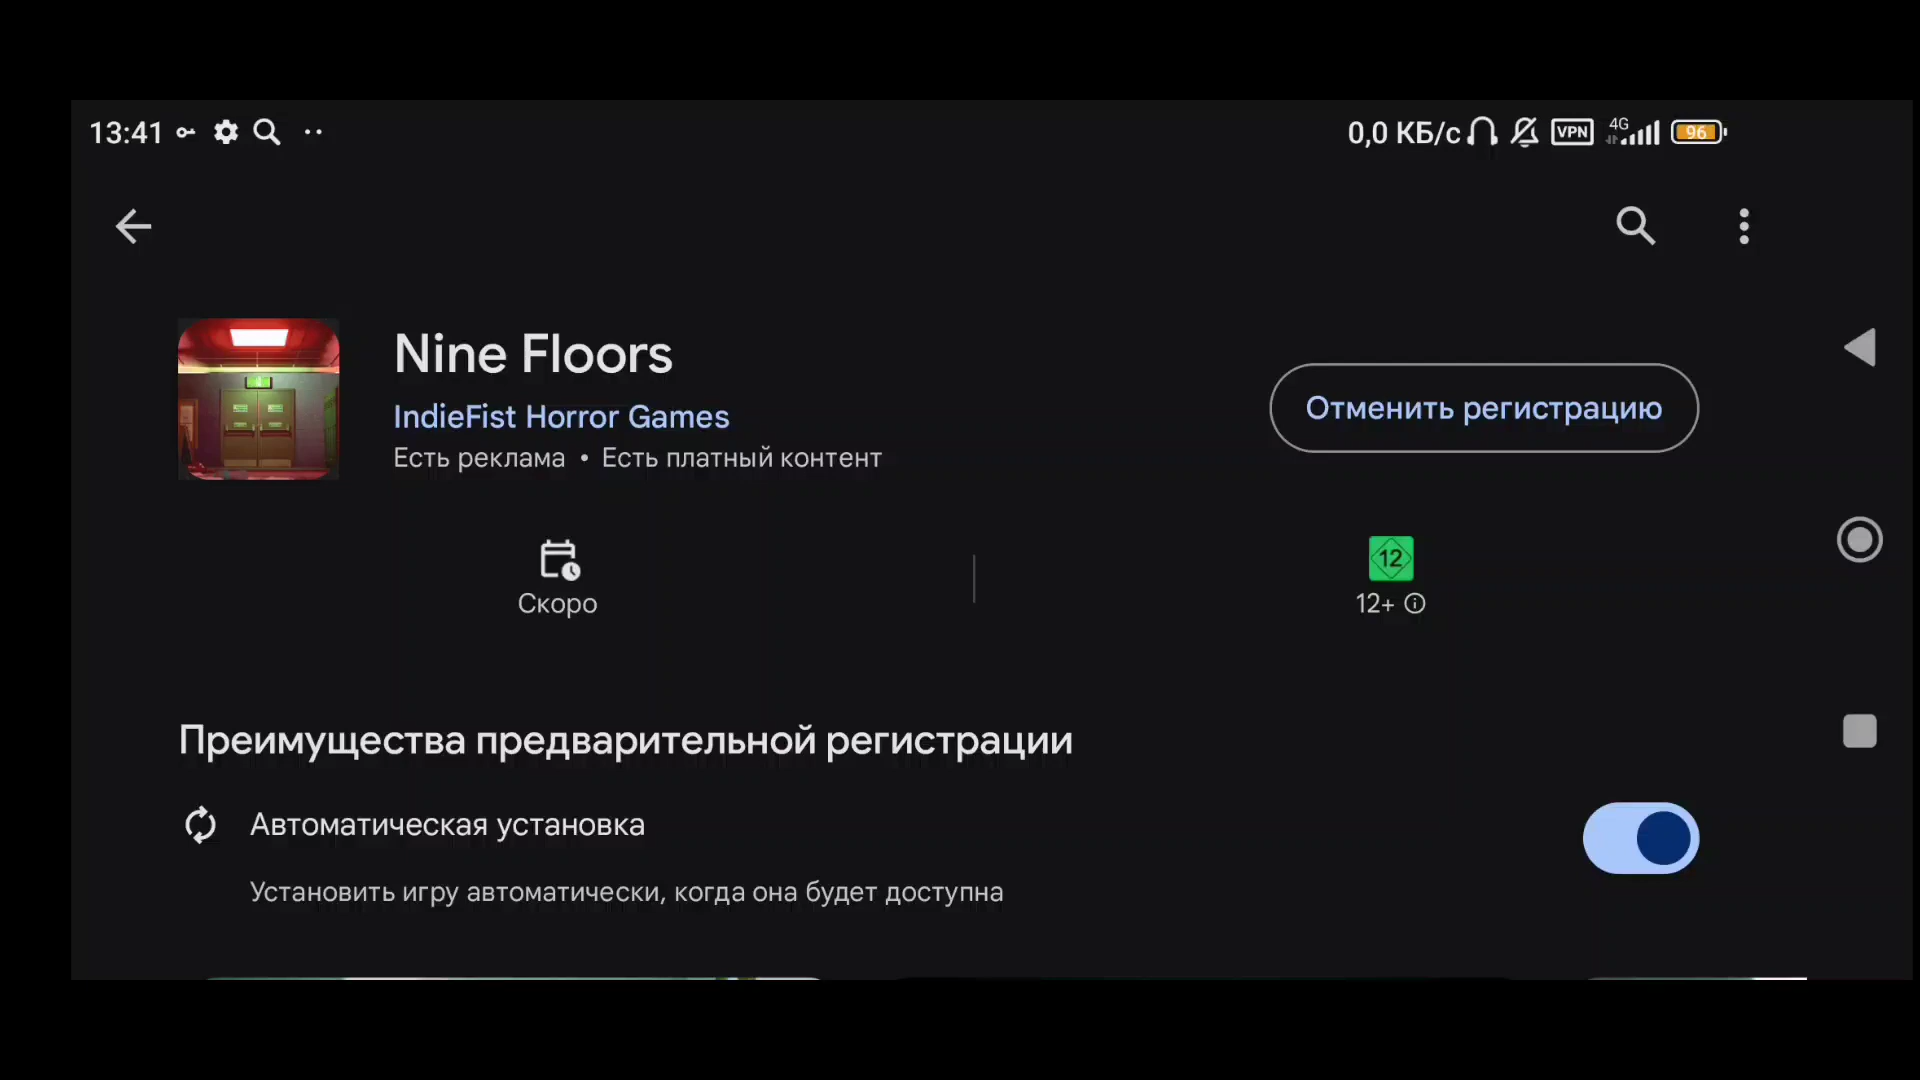 13:41
0,0 КБ/с VPN 4G 96
Nine Floors
IndieFist Horror Games
Есть реклама • Есть платный контент
Отменить регистрацию
12
Скоро
12+
Преимущества предварительной регистрации
Автоматическая установка
Установить игру автоматически, когда она будет доступна